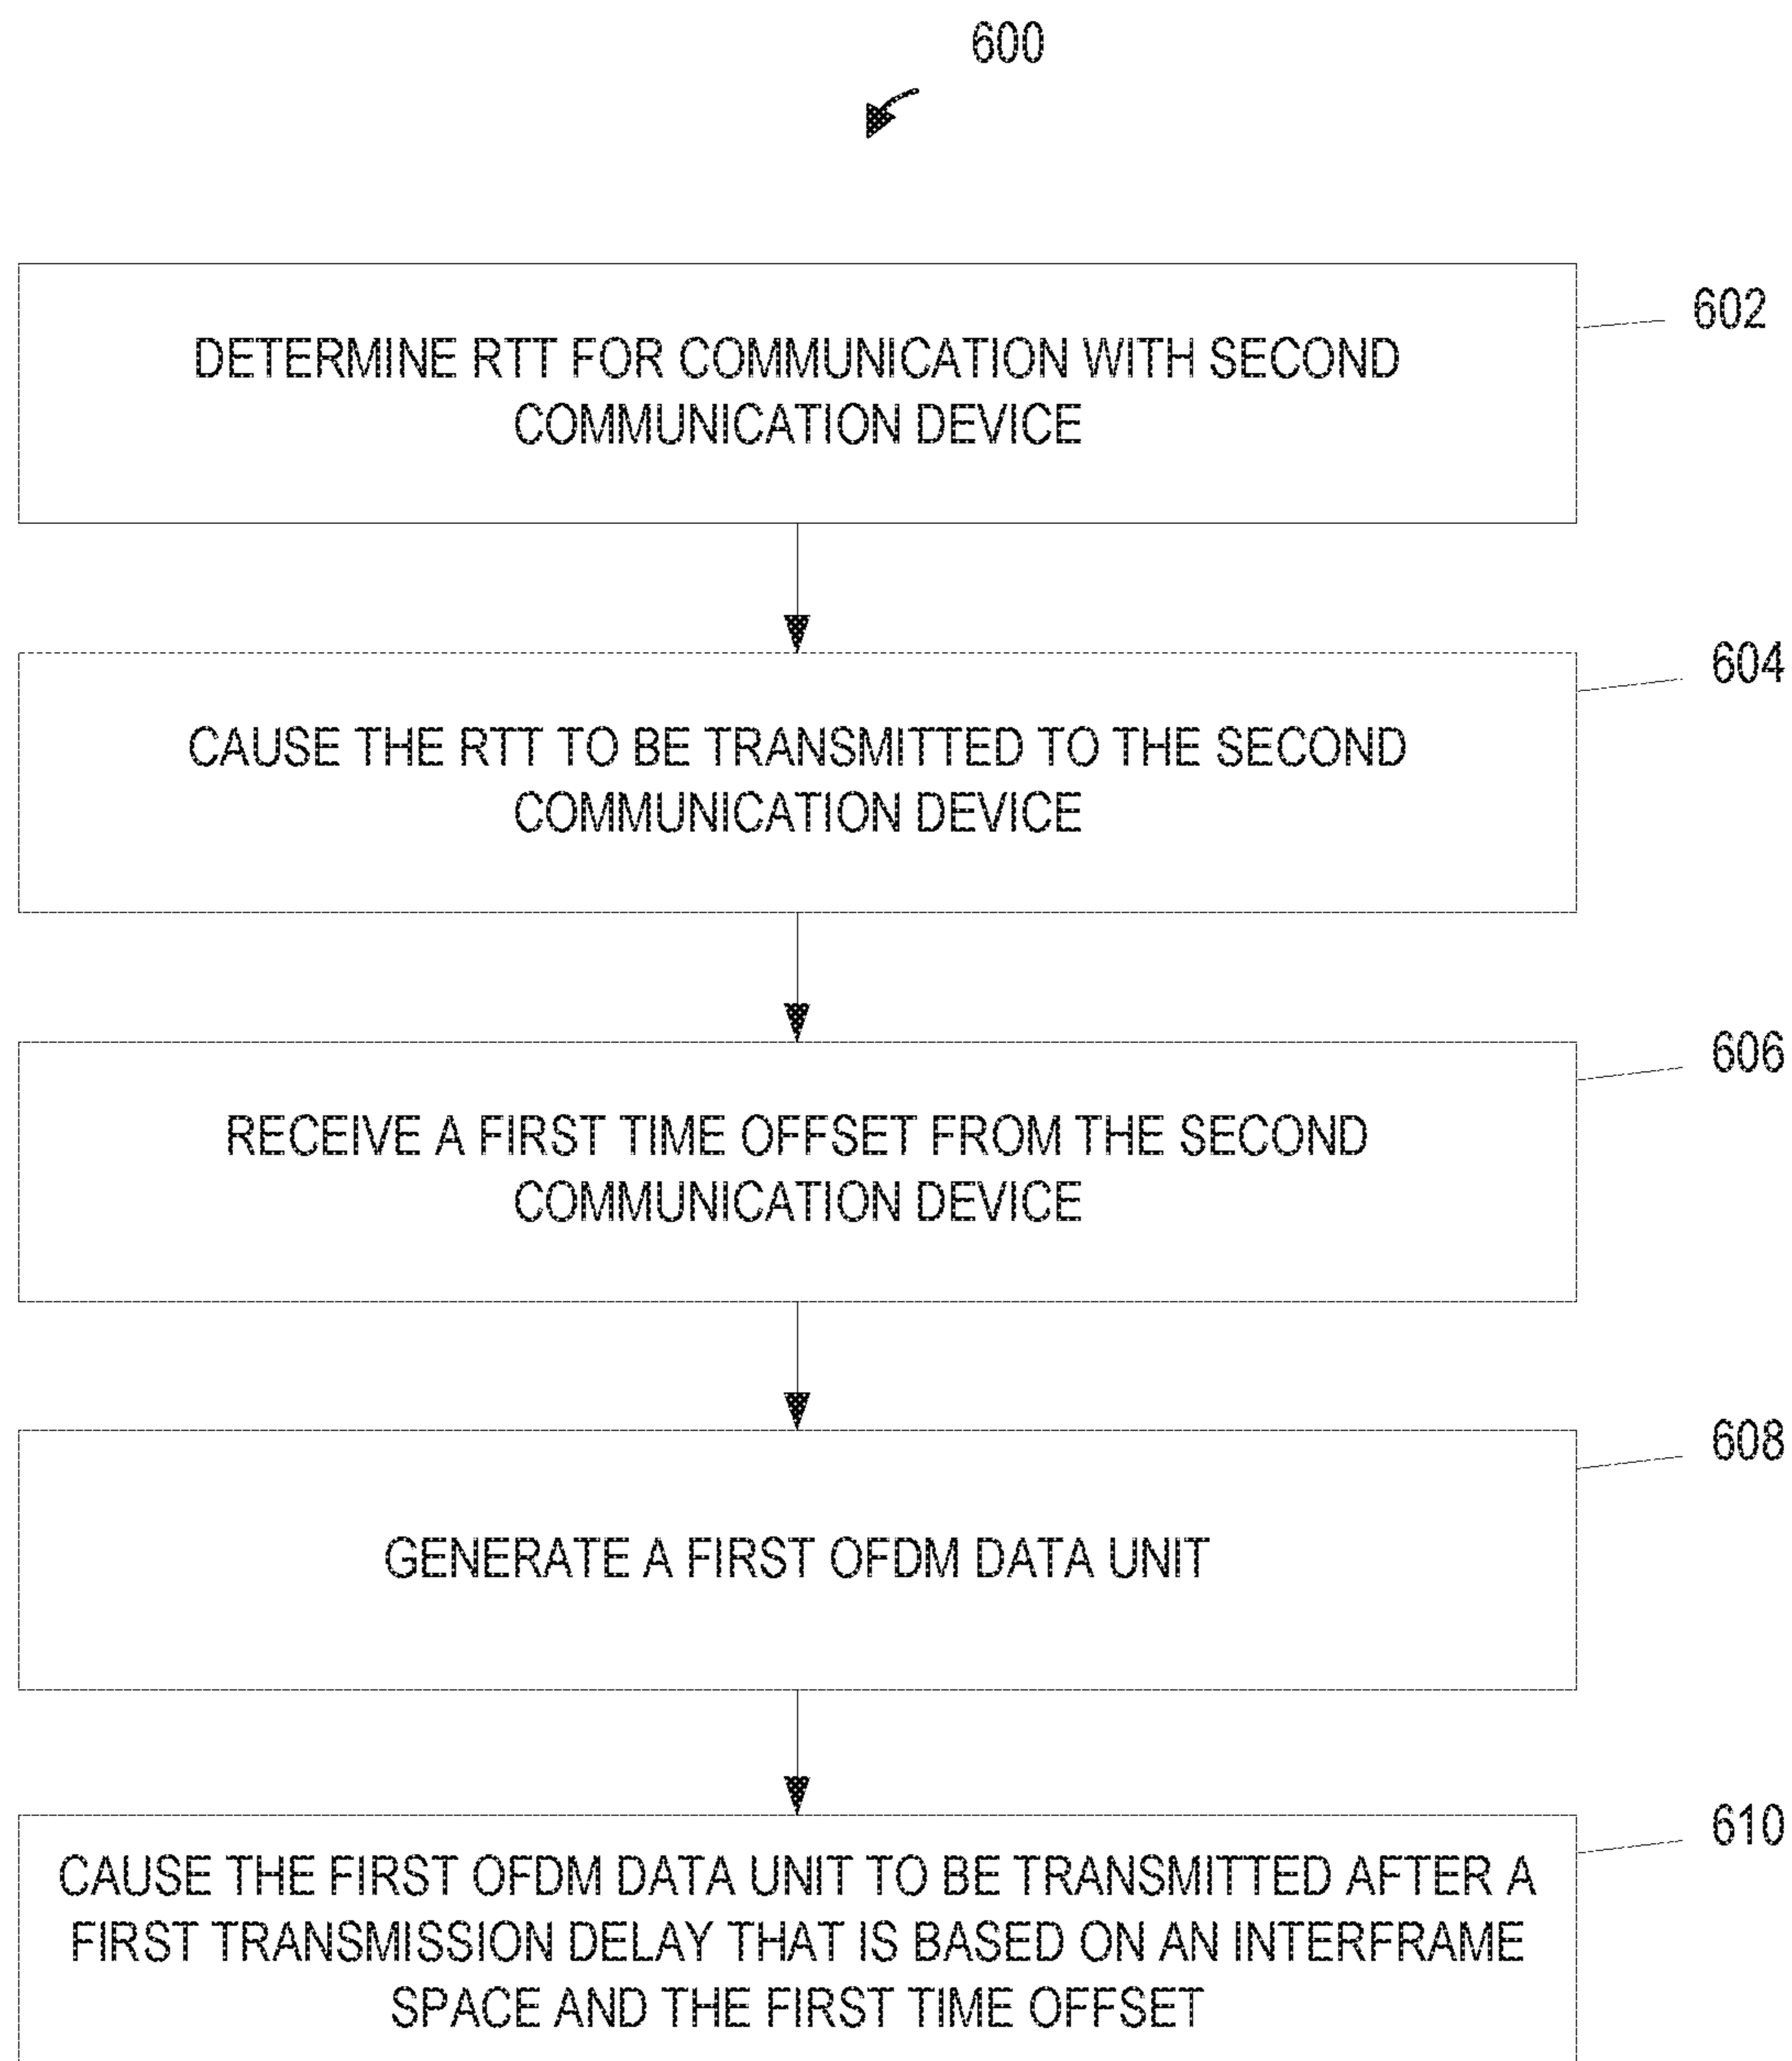 600
DETERMINE RTT FOR COMMUNICATION WITH SECOND
COMMUNICATION DEVICE
602
CAUSE THE RTT TO BE TRANSMITTED TO THE SECOND
COMMUNICATION DEVICE
604
RECEIVE A FIRST TIME OFFSET FROM THE SECOND
COMMUNICATION DEVICE
606
GENERATE A FIRST OFDM DATA UNIT
608
CAUSE THE FIRST OFDM DATA UNIT TO BE TRANSMITTED AFTER A
FIRST TRANSMISSION DELAY THAT IS BASED ON AN INTERFRAME
SPACE AND THE FIRST TIME OFFSET
610